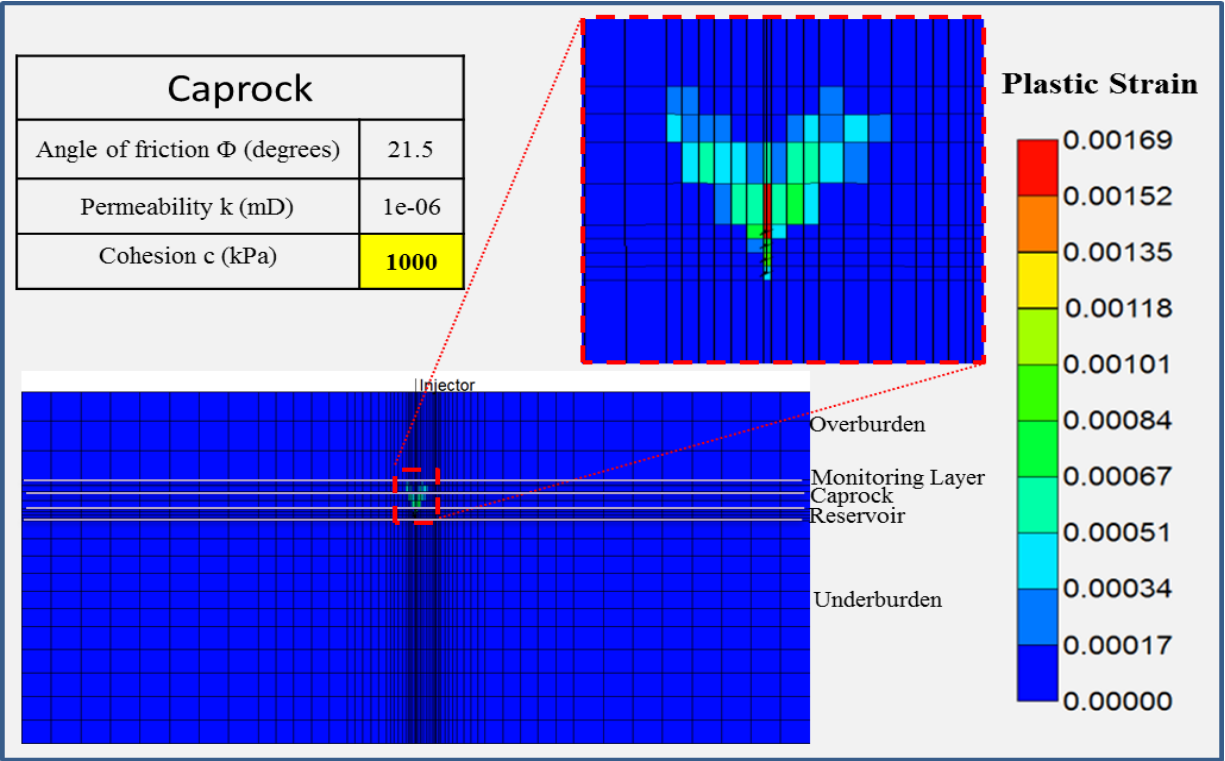 Caprock
Angle of friction Φ (degrees) 21.5
Permeability k (mD) 1e-06
Cohesion c (kPa) 1000
Plastic Strain
0.00169
0.00152
0.00135
0.00118
0.00101
0.00084
0.00067
0.00051
0.00034
0.00017
0.00000
Injector
Overburden
Monitoring Layer
Caprock
Reservoir
Underburden